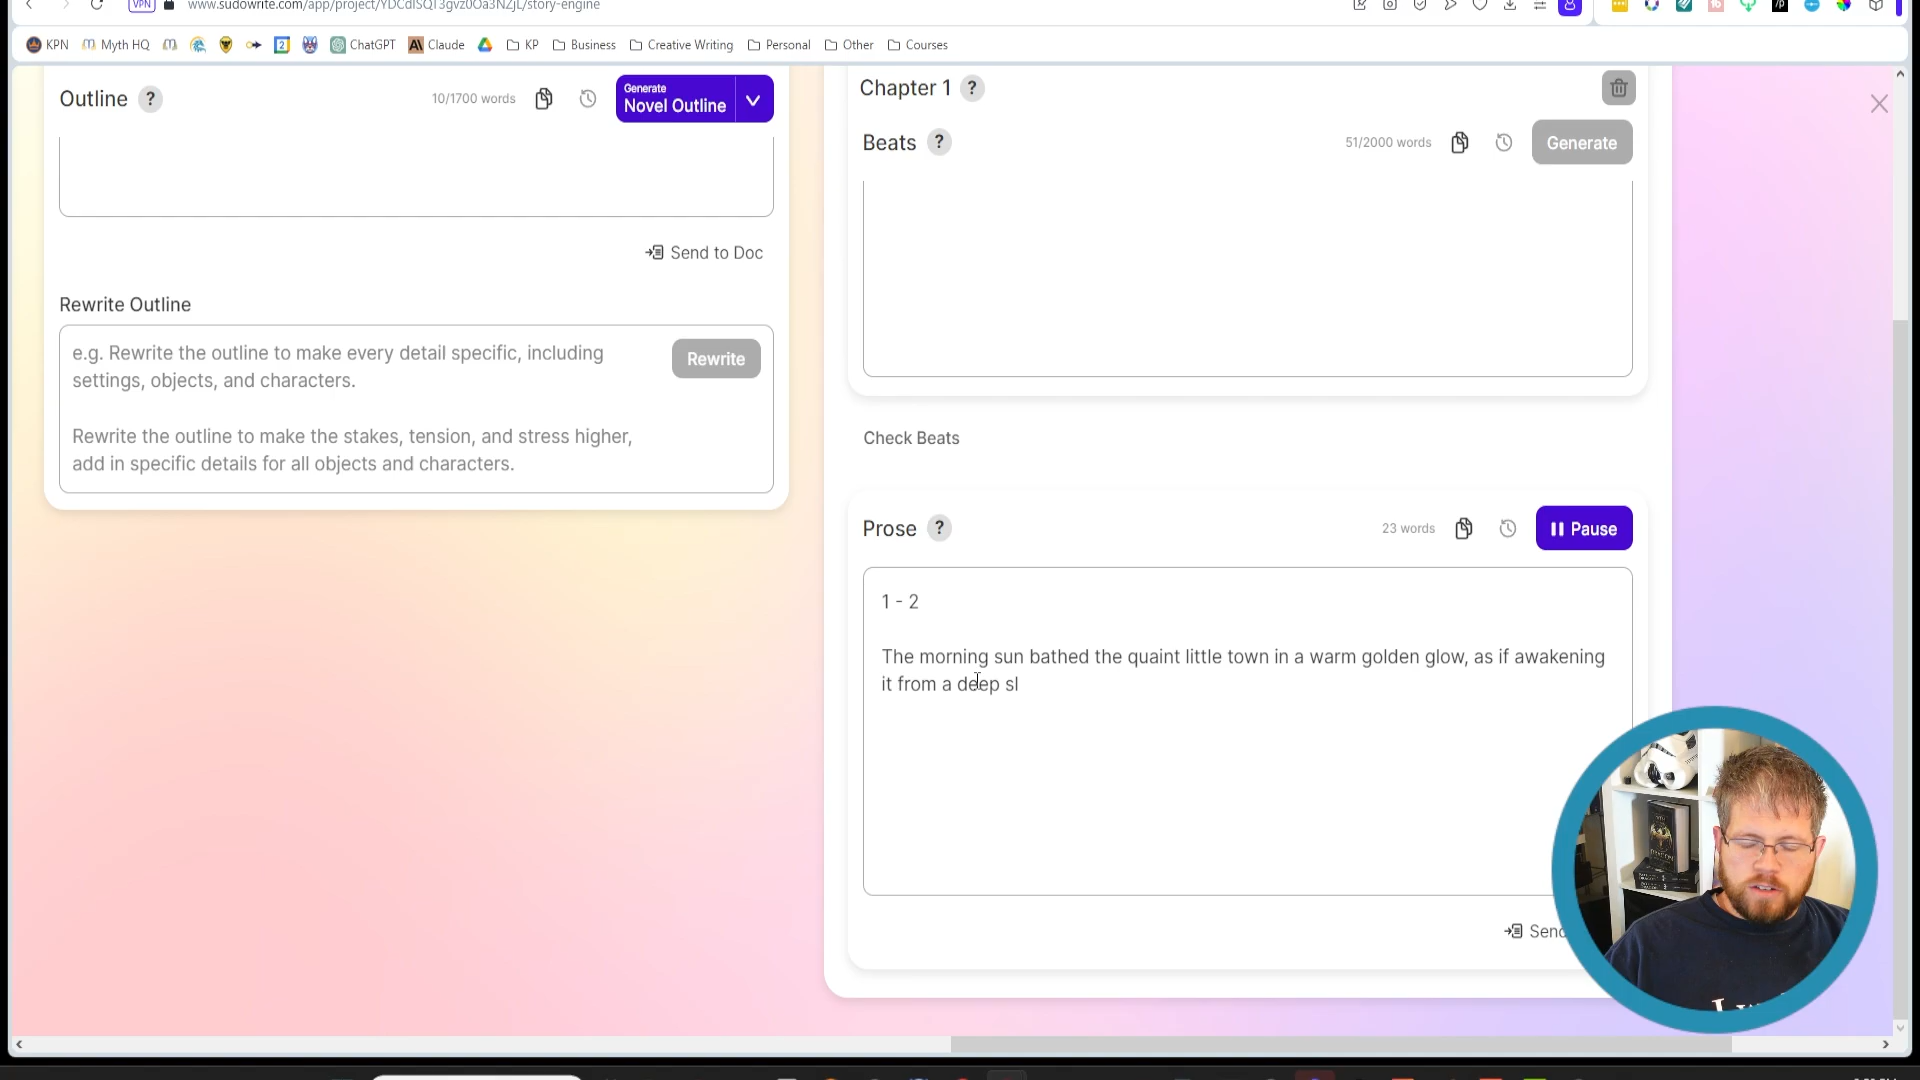 VPN
www.sudowrite.com/app/project/YDCdISQT3gvz0Oa3NZjL/story-engine
KPN
Myth HQ
2
ChatGPT
Claude
KP
Business
Creative Writing
Personal
Other
Courses
Outline ?
10/1700 words
Generate
Novel Outline
Send to Doc
Rewrite Outline
e.g. Rewrite the outline to make every detail specific, including
settings, objects, and characters.
Rewrite
Rewrite the outline to make the stakes, tension, and stress higher,
add in specific details for all objects and characters.
Chapter 1 ?
Beats ?
51/2000 words
Generate
Check Beats
Prose ?
23 words
Pause
1 - 2
The morning sun bathed the quaint little town in a warm golden glow, as if awakening
it from a deep sl
Send